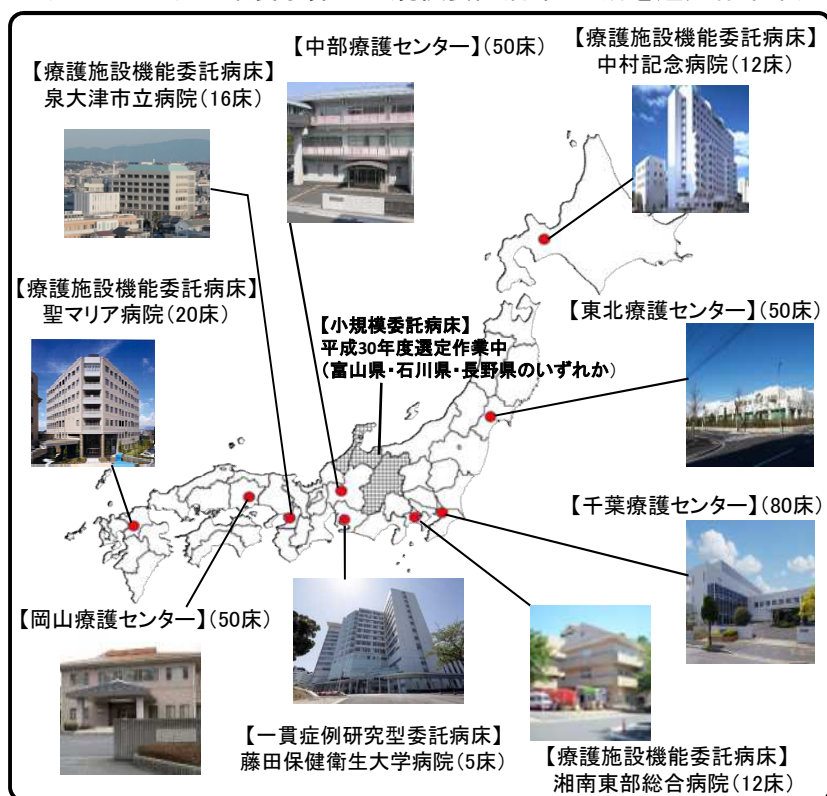 【中部療護センター】(50床)
【療護施設機能委託病床】
中村記念病院(12床)
【療護施設機能委託病床】
泉大津市立病院(16床)
【療護施設機能委託病床】
聖マリア病院(20床)
【小規模委託病床】
平成30年度選定作業中
(富山県・石川県・長野県のいずれか)
【東北療護センター】(50床)
【千葉療護センター】(80床)
【岡山療護センター】(50床)
【一貫症例研究型委託病床】
藤田保健衛生大学病院(5床)
【療護施設機能委託病床】
湘南東部総合病院(12床)